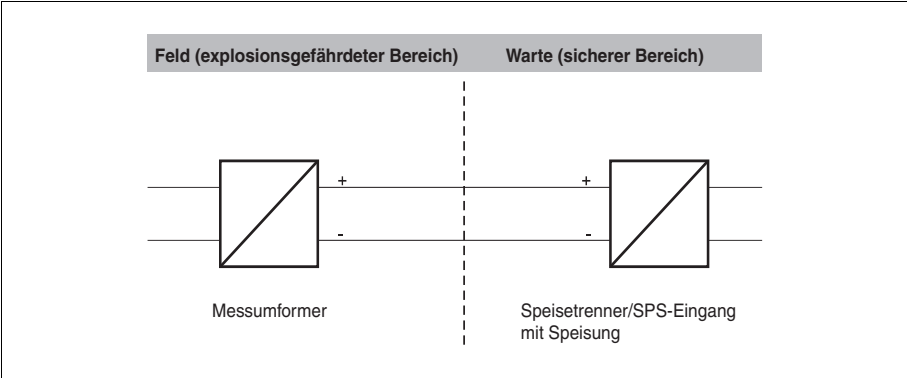 Feld (explosionsgefährdeter Bereich) Warte (sicherer Bereich)
+ +
- -
Messumformer Speisetrenner/SPS-Eingang
mit Speisung